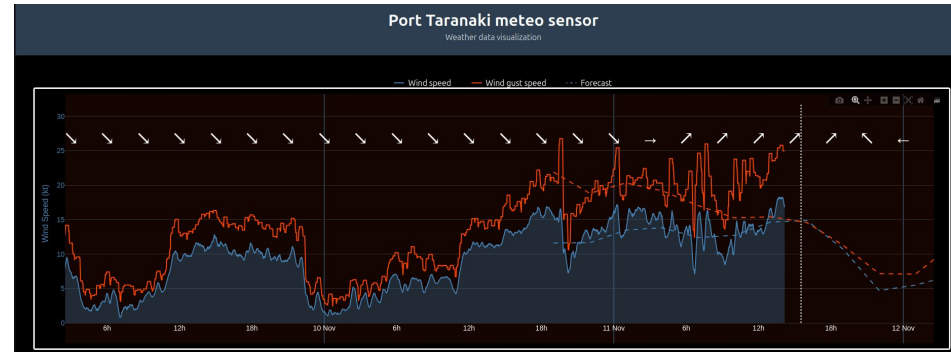 Port Taranaki meteo sensor
Weather data visualization
Wind speed Wind gust speed Forecast
30
25
20
15
10
5
0
Wind Speed (kt)
6h 12h 18h 10 Nov 6h 12h 18h 11 Nov 6h 12h 18h 12 Nov